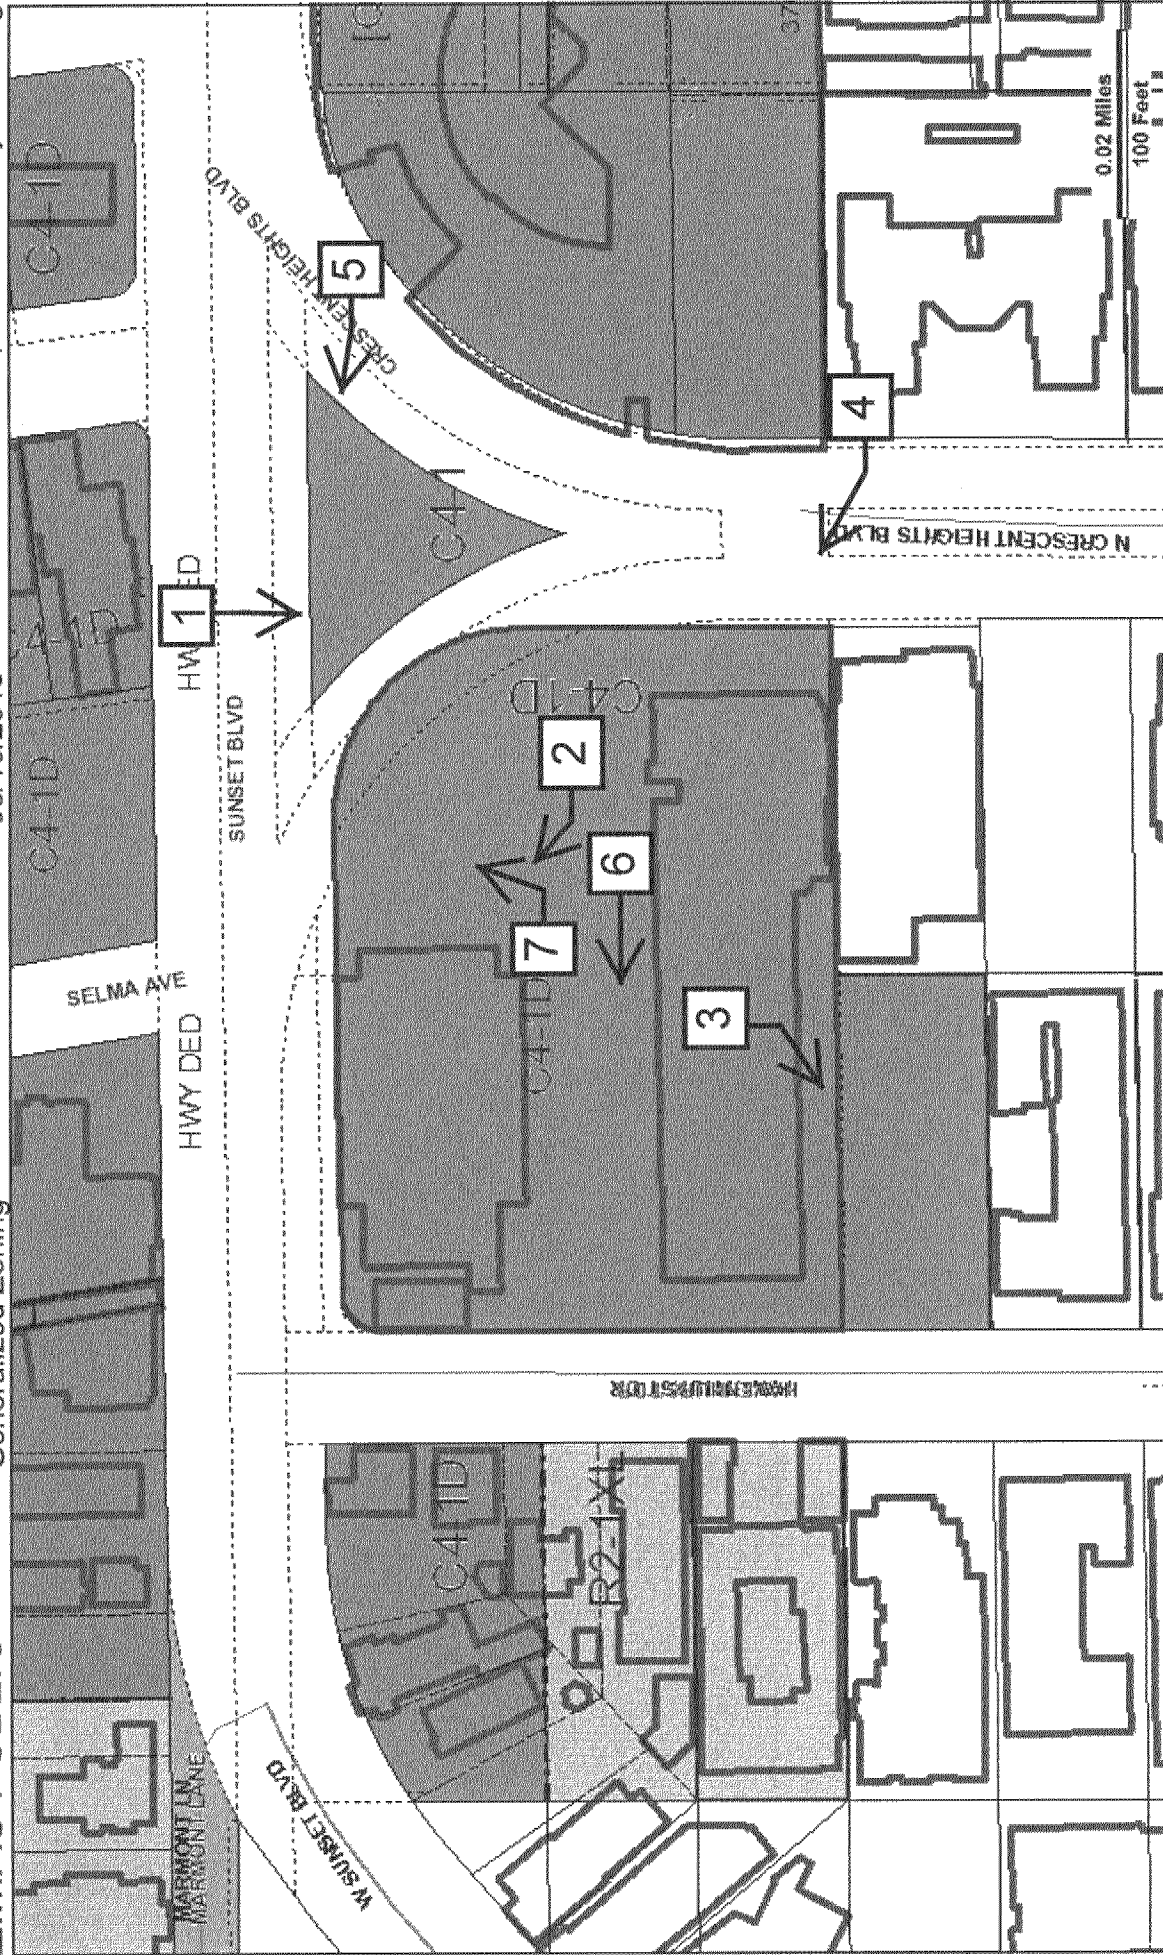 C4-1D
C4-1D
C4-1D
SELMA AVE
HWY DED
SUNSET BLVD
1
CRESCENT HEIGHTS BLVD
5
C4-1
C4-1D
2
7
6
3
C4-1D
4
N CRESCENT HEIGHTS BLVD
0.02 Miles
100 Feet
C4-1D
R2-1XL
W SUNSET BLVD
MARMONT LN
MARMONT LANE